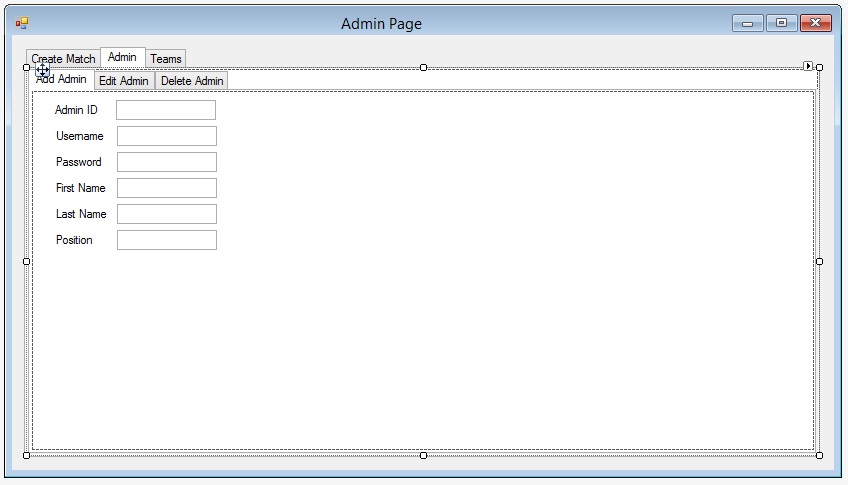 Admin Page
Create Match Admin Teams
Add Admin Edit Admin Delete Admin
Admin ID
Username
Password
First Name
Last Name
Position